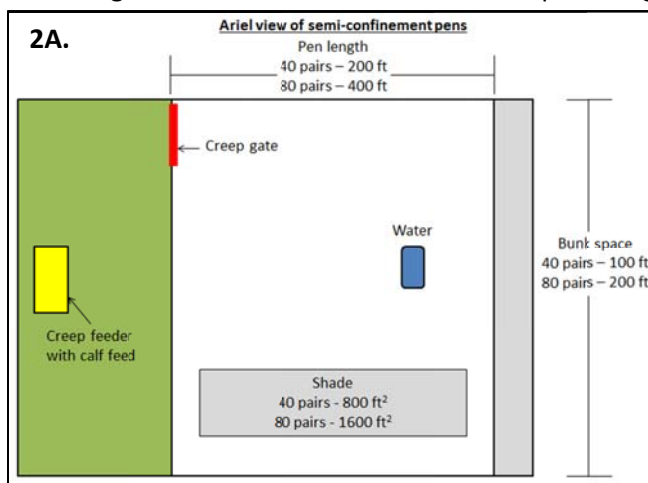 2A.
Ariel view of semi-confinement pens
Pen length
40 pairs – 200 ft
80 pairs – 400 ft
Creep gate
Water
Bunk space
40 pairs – 100 ft
80 pairs – 200 ft
Creep feeder
with calf feed
Shade
40 pairs - 800 ft²
80 pairs - 1600 ft²